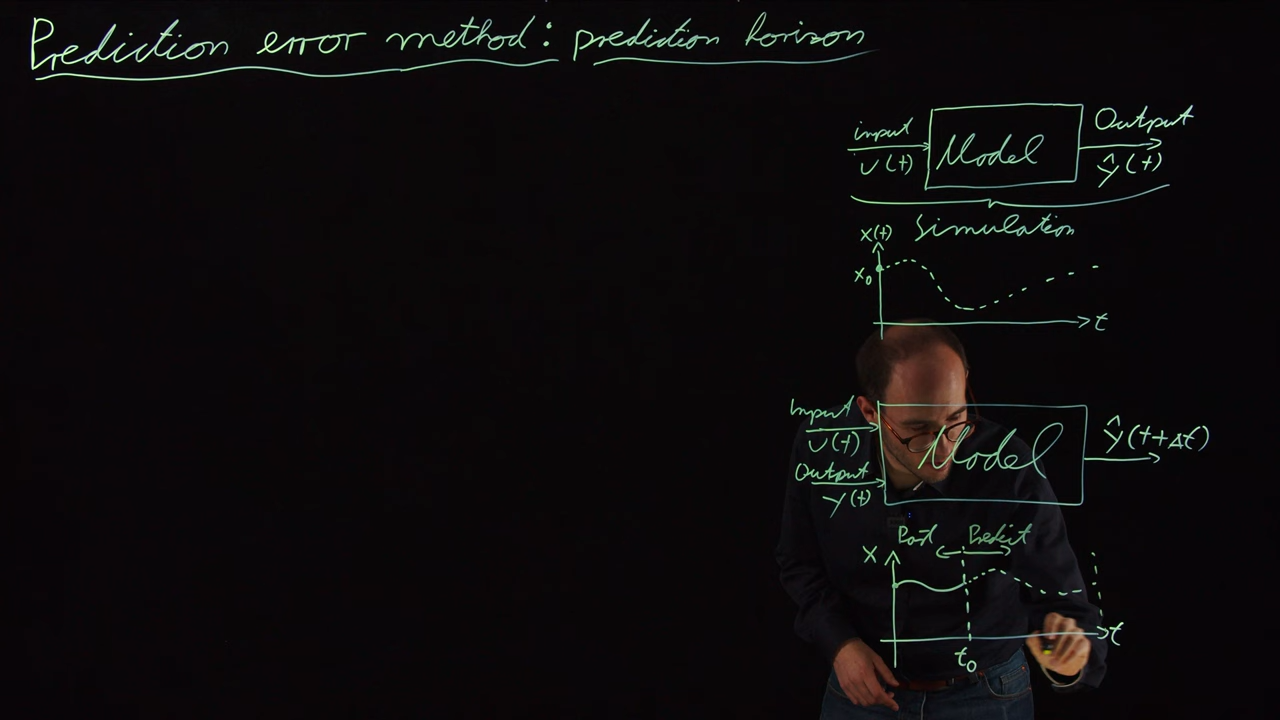 Prediction error method: prediction horizon
input
u(t)
Model
Output
ŷ(t)
Simulation
x(t)
x₀
t
Input
u(t)
Output
y(t)
Model
ŷ(t+Δt)
Past Predict
x
t
t₀